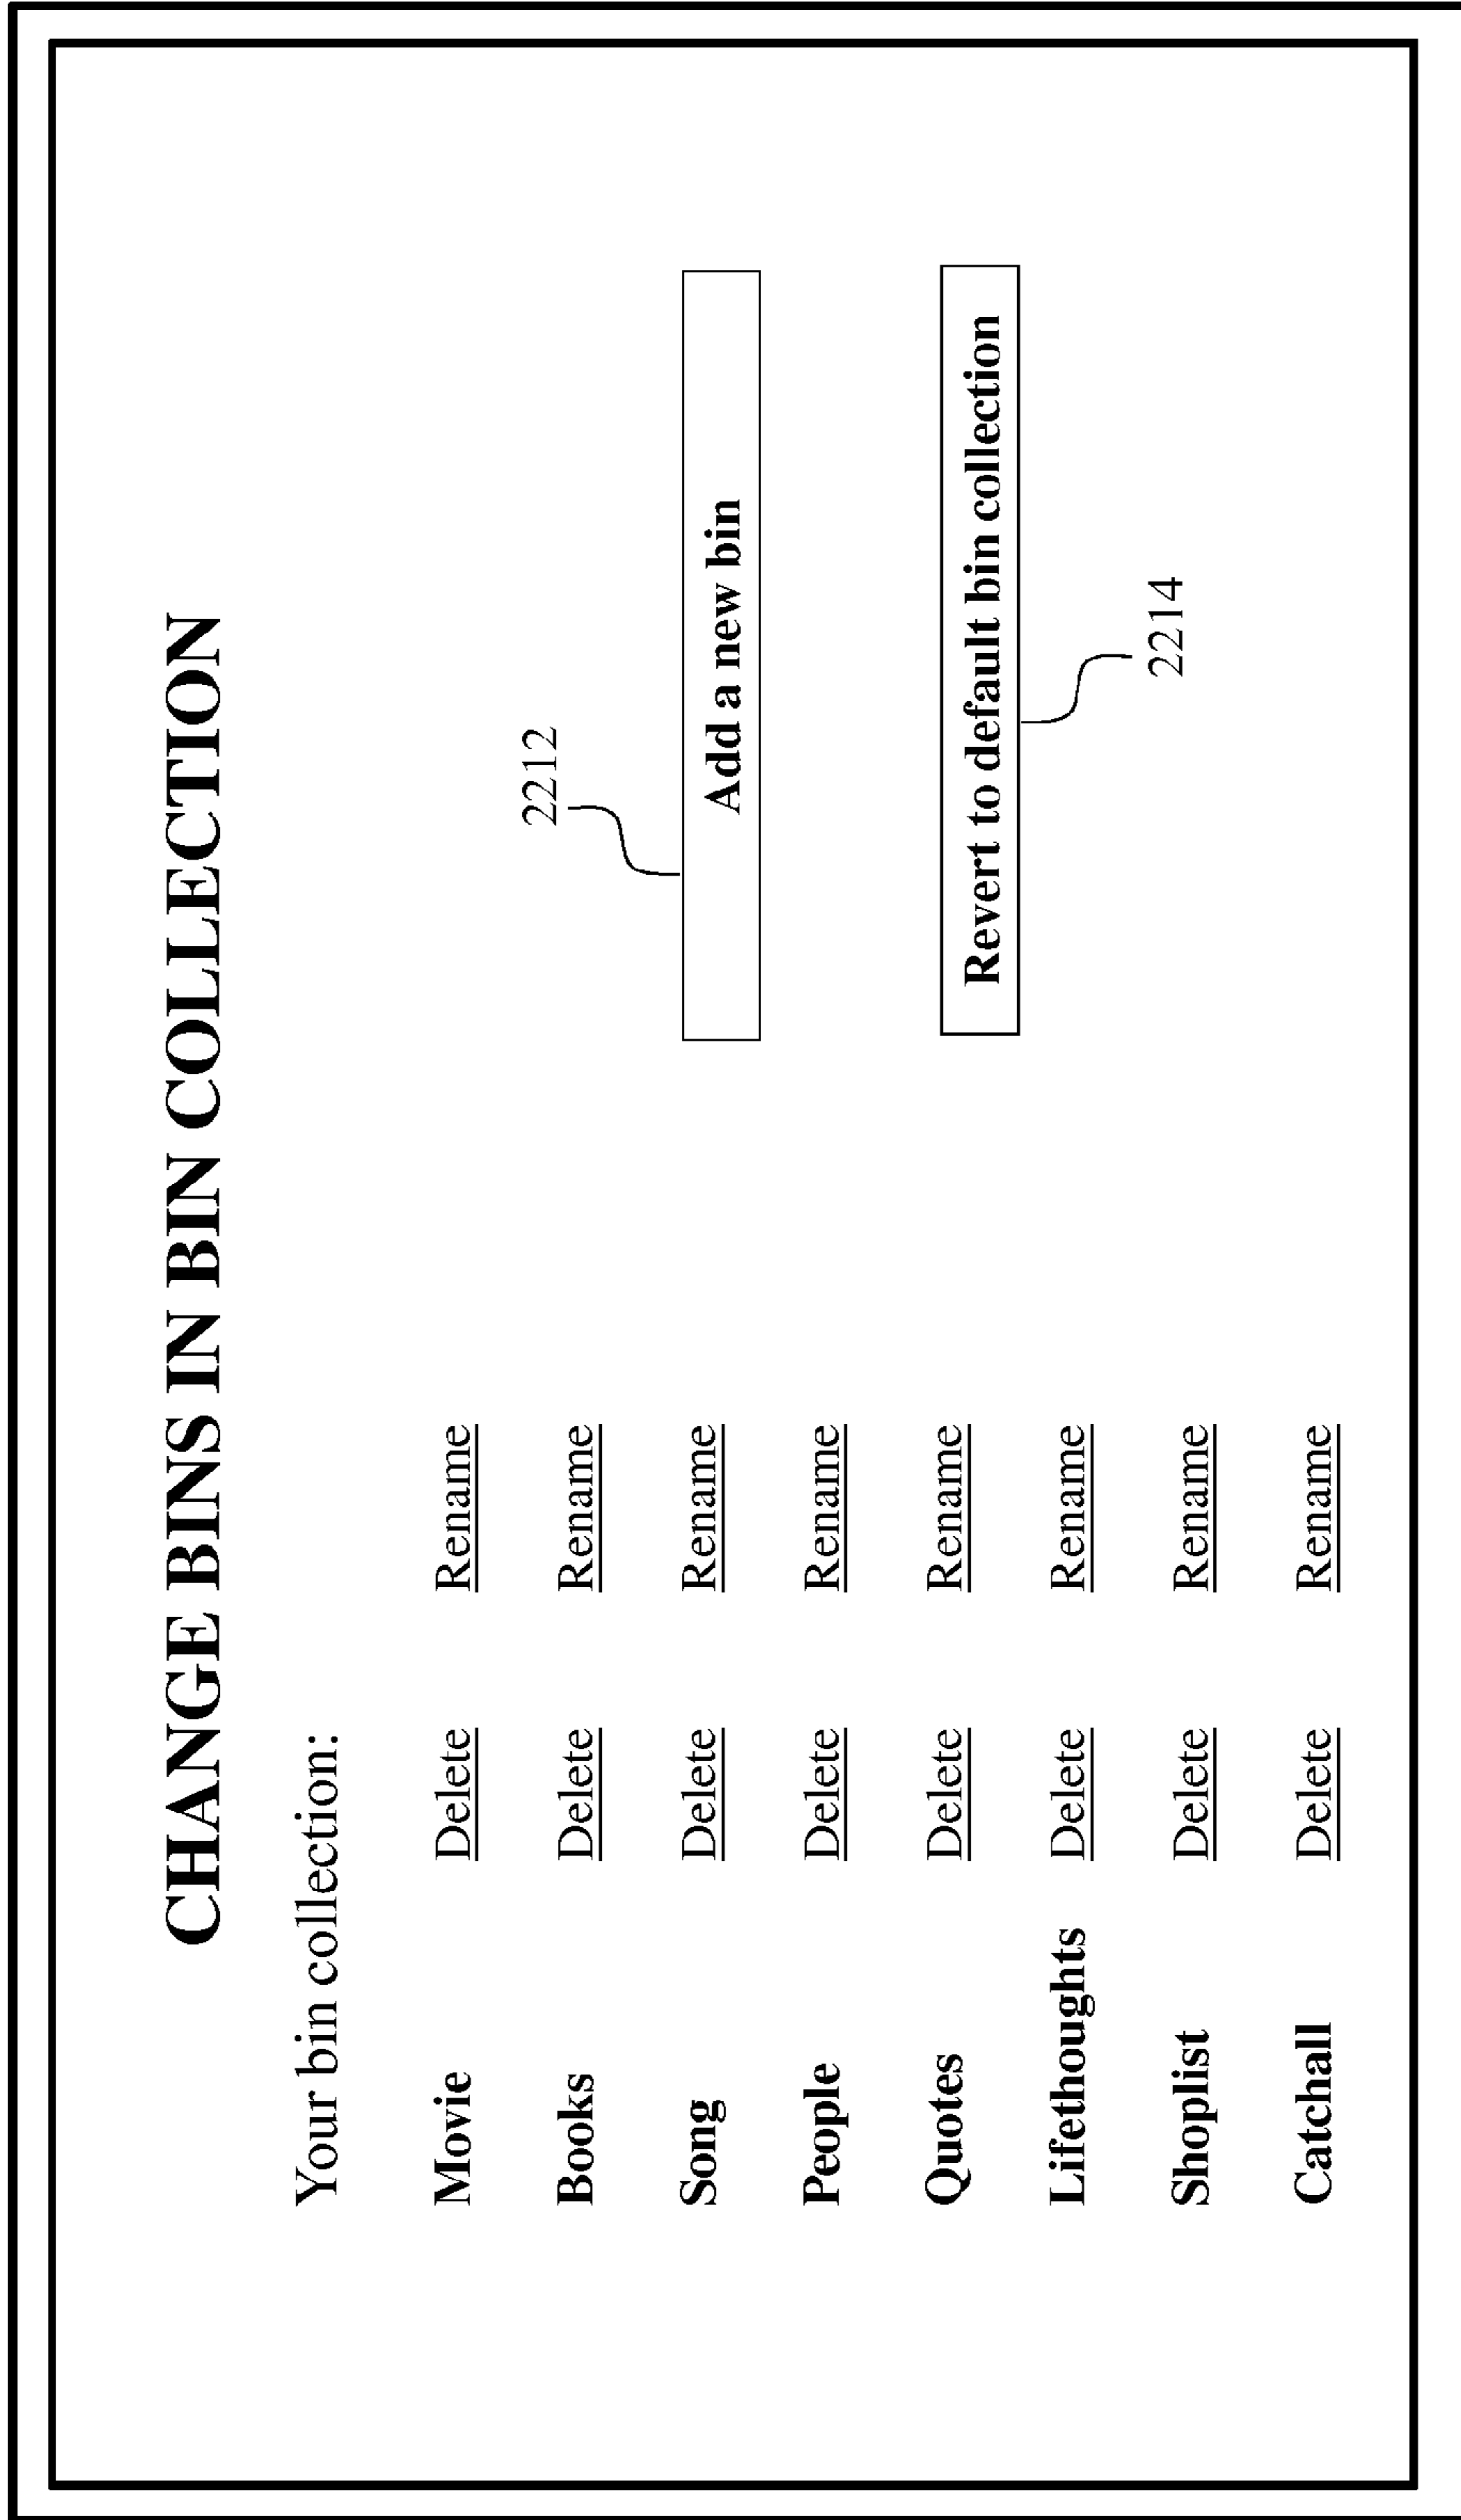 CHANGE BINS IN BIN COLLECTION
Your bin collection:
Movie Delete Rename
Books Delete Rename
Song Delete Rename
People Delete Rename
Quotes Delete Rename
Lifethoughts Delete Rename
Shoplist Delete Rename
Catchall Delete Rename
2212
Add a new bin
Revert to default bin collection
2214